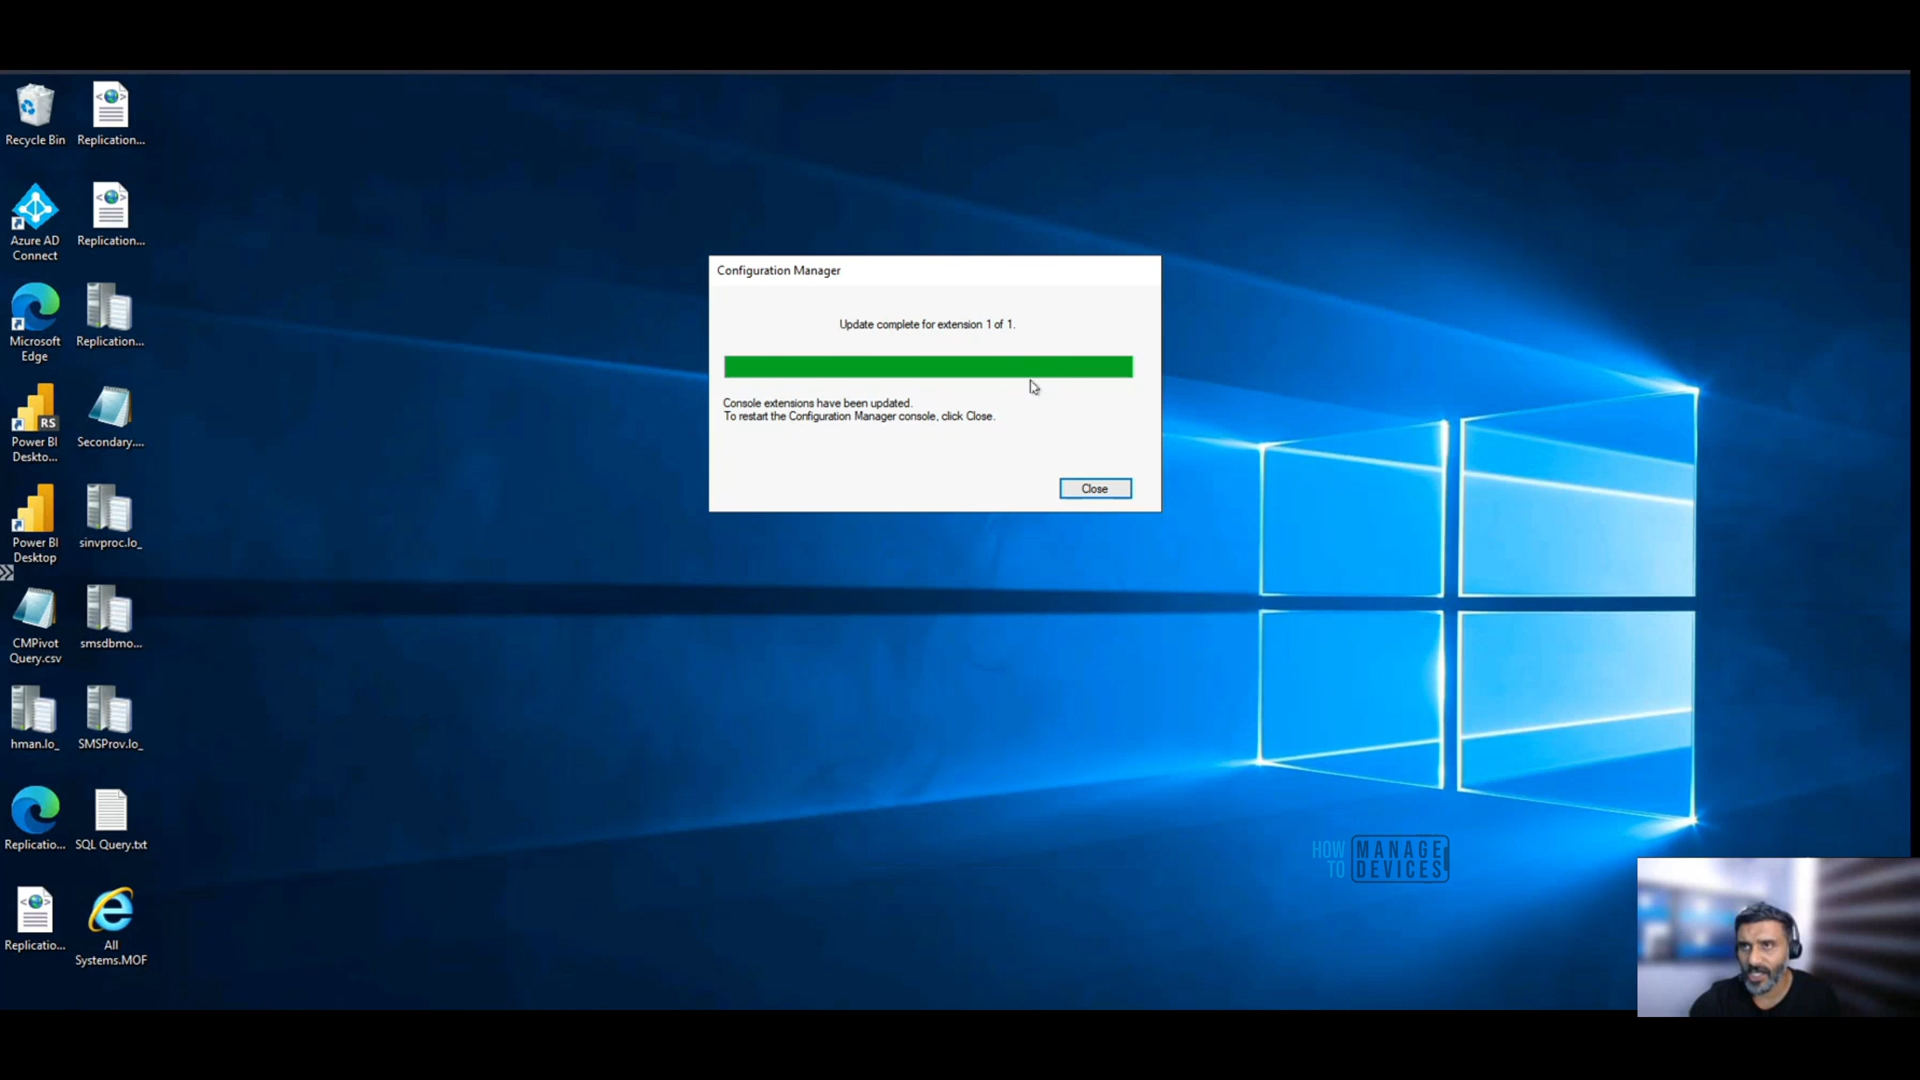 Recycle Bin
Replication...
Azure AD
Connect
Replication...
Microsoft
Edge
Replication...
RS
Power BI
Deskto...
Secondary....
Power BI
Desktop
sinvproc.lo_
CMPivot
Query.csv
smsdbmo...
hman.lo_
SMSProv.lo_
Replicatio...
SQL Query.txt
Replicatio...
All
Systems.MOF
Configuration Manager
Update complete for extension 1 of 1.
Console extensions have been updated.
To restart the Configuration Manager console, click Close.
Close
HOW
TO
MANAGE
DEVICES